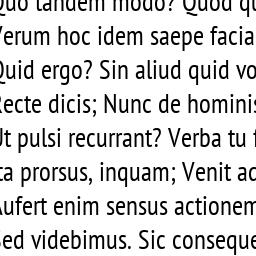 Quo tandem modo? Quod qu
Verum hoc idem saepe facia
Quid ergo? Sin aliud quid vo
Recte dicis; Nunc de hominis
Ut pulsi recurrant? Verba tu f
Ita prorsus, inquam; Venit ad
Aufert enim sensus actionem
Sed videbimus. Sic conseque